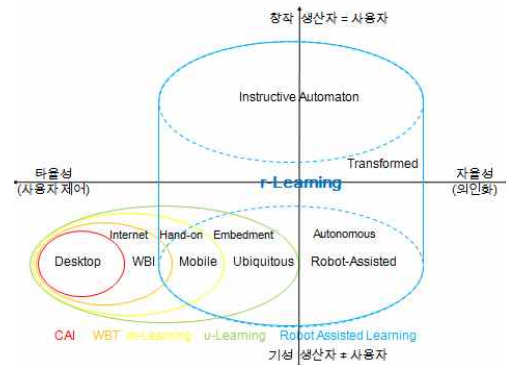 창작 생산자 = 사용자
Instructive Automaton
Transformed
타율성
(사용자 제어)
r-Learning
자율성
(의인화)
Internet Hand-on Embedment Autonomous
Desktop WBI Mobile Ubiquitous Robot-Assisted
CAI WBT m-Learning u-Learning Robot Assisted Learning
기성 생산자 ≠ 사용자